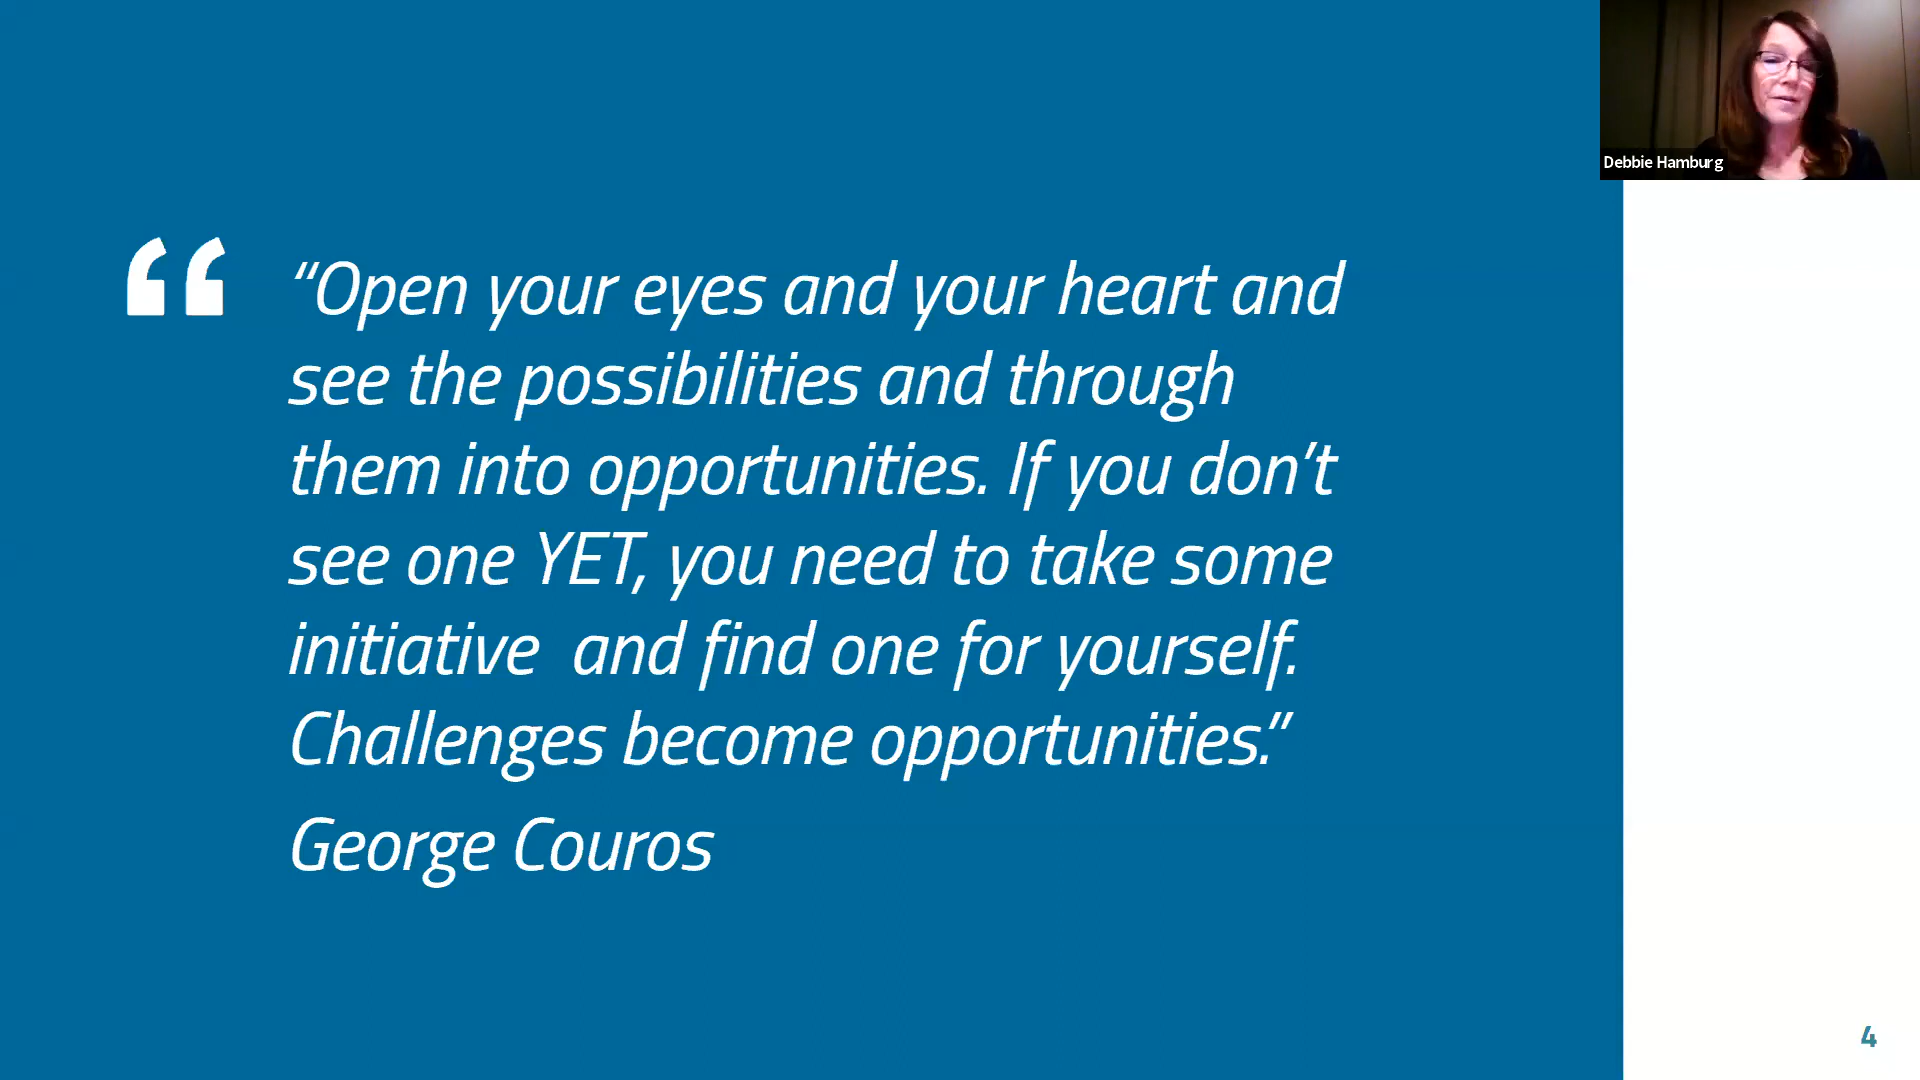 Debbie Hamburg
“
“Open your eyes and your heart and
see the possibilities and through
them into opportunities. If you don’t
see one YET, you need to take some
initiative  and find one for yourself.
Challenges become opportunities.”
George Couros
4